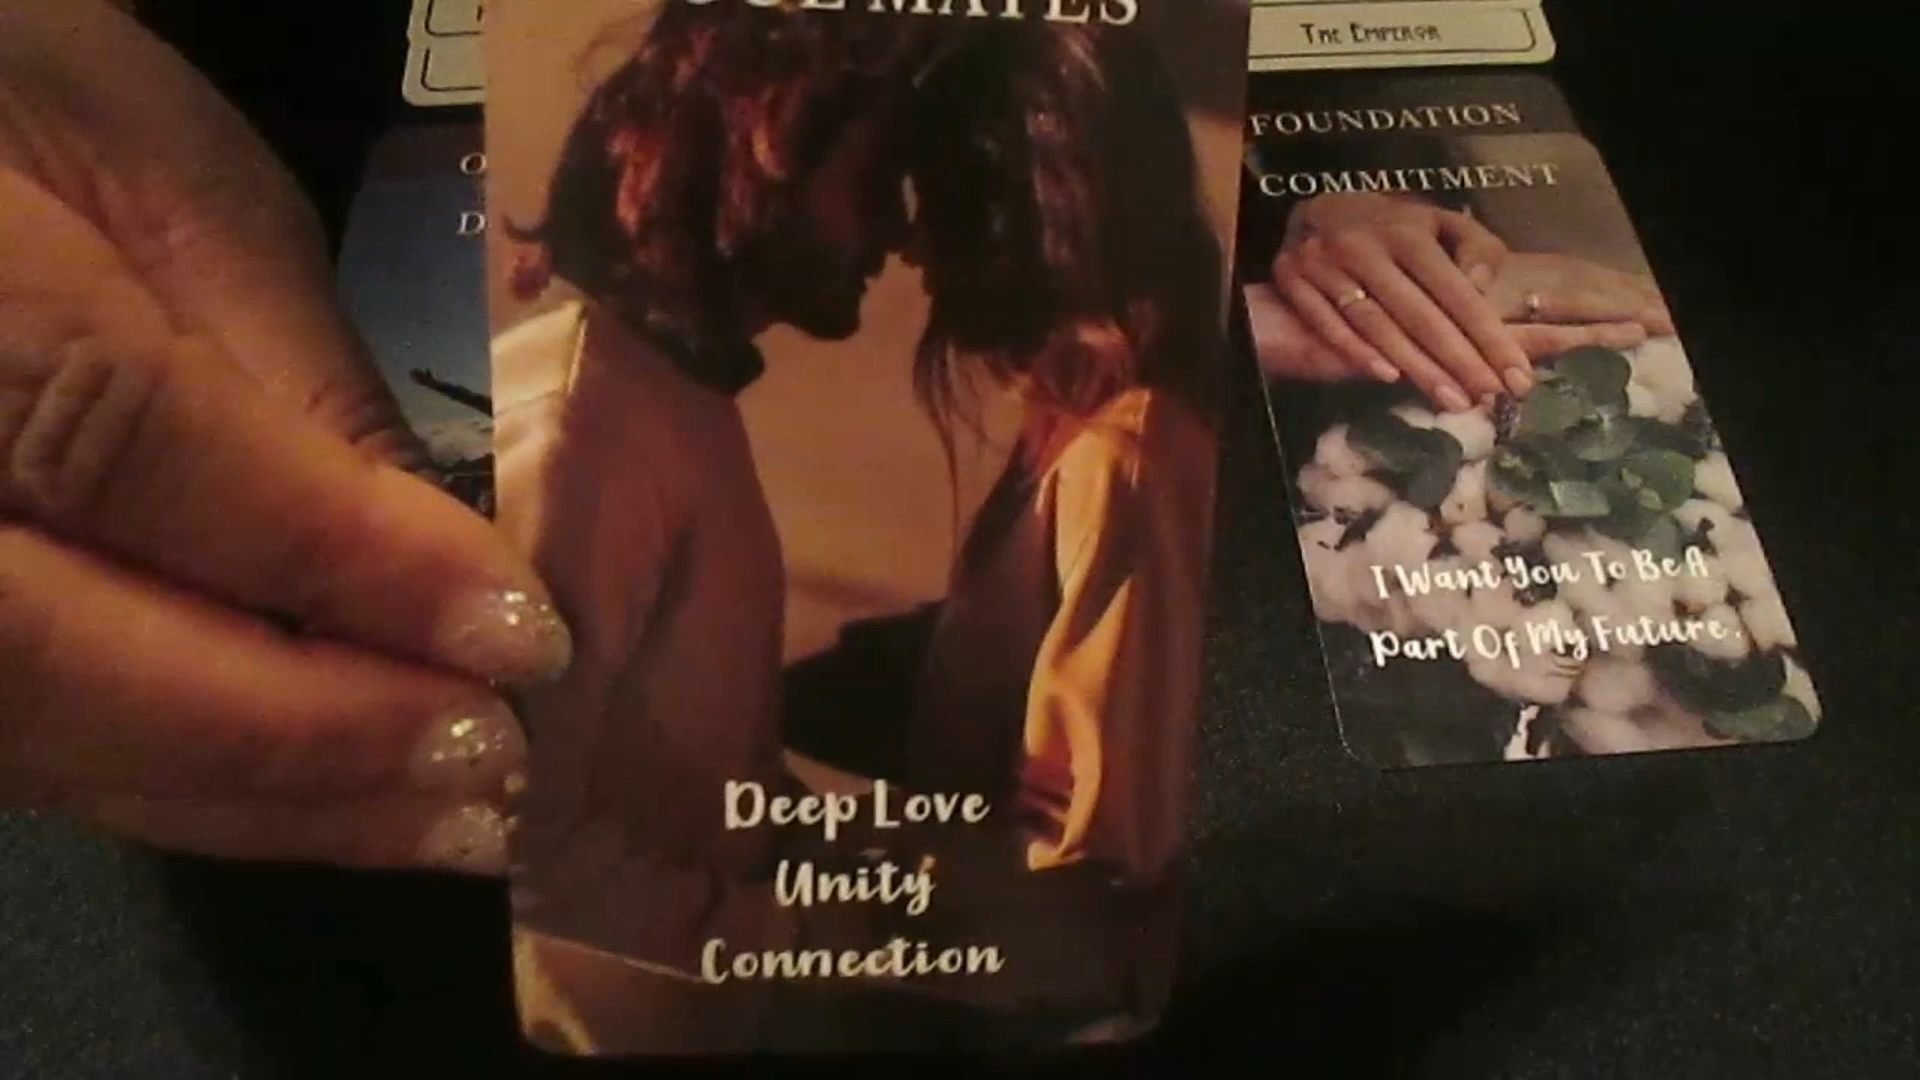 The Emperor
FOUNDATION
COMMITMENT
I Want You To Be A
Part Of My Future.
Deep Love
Unity
Connection